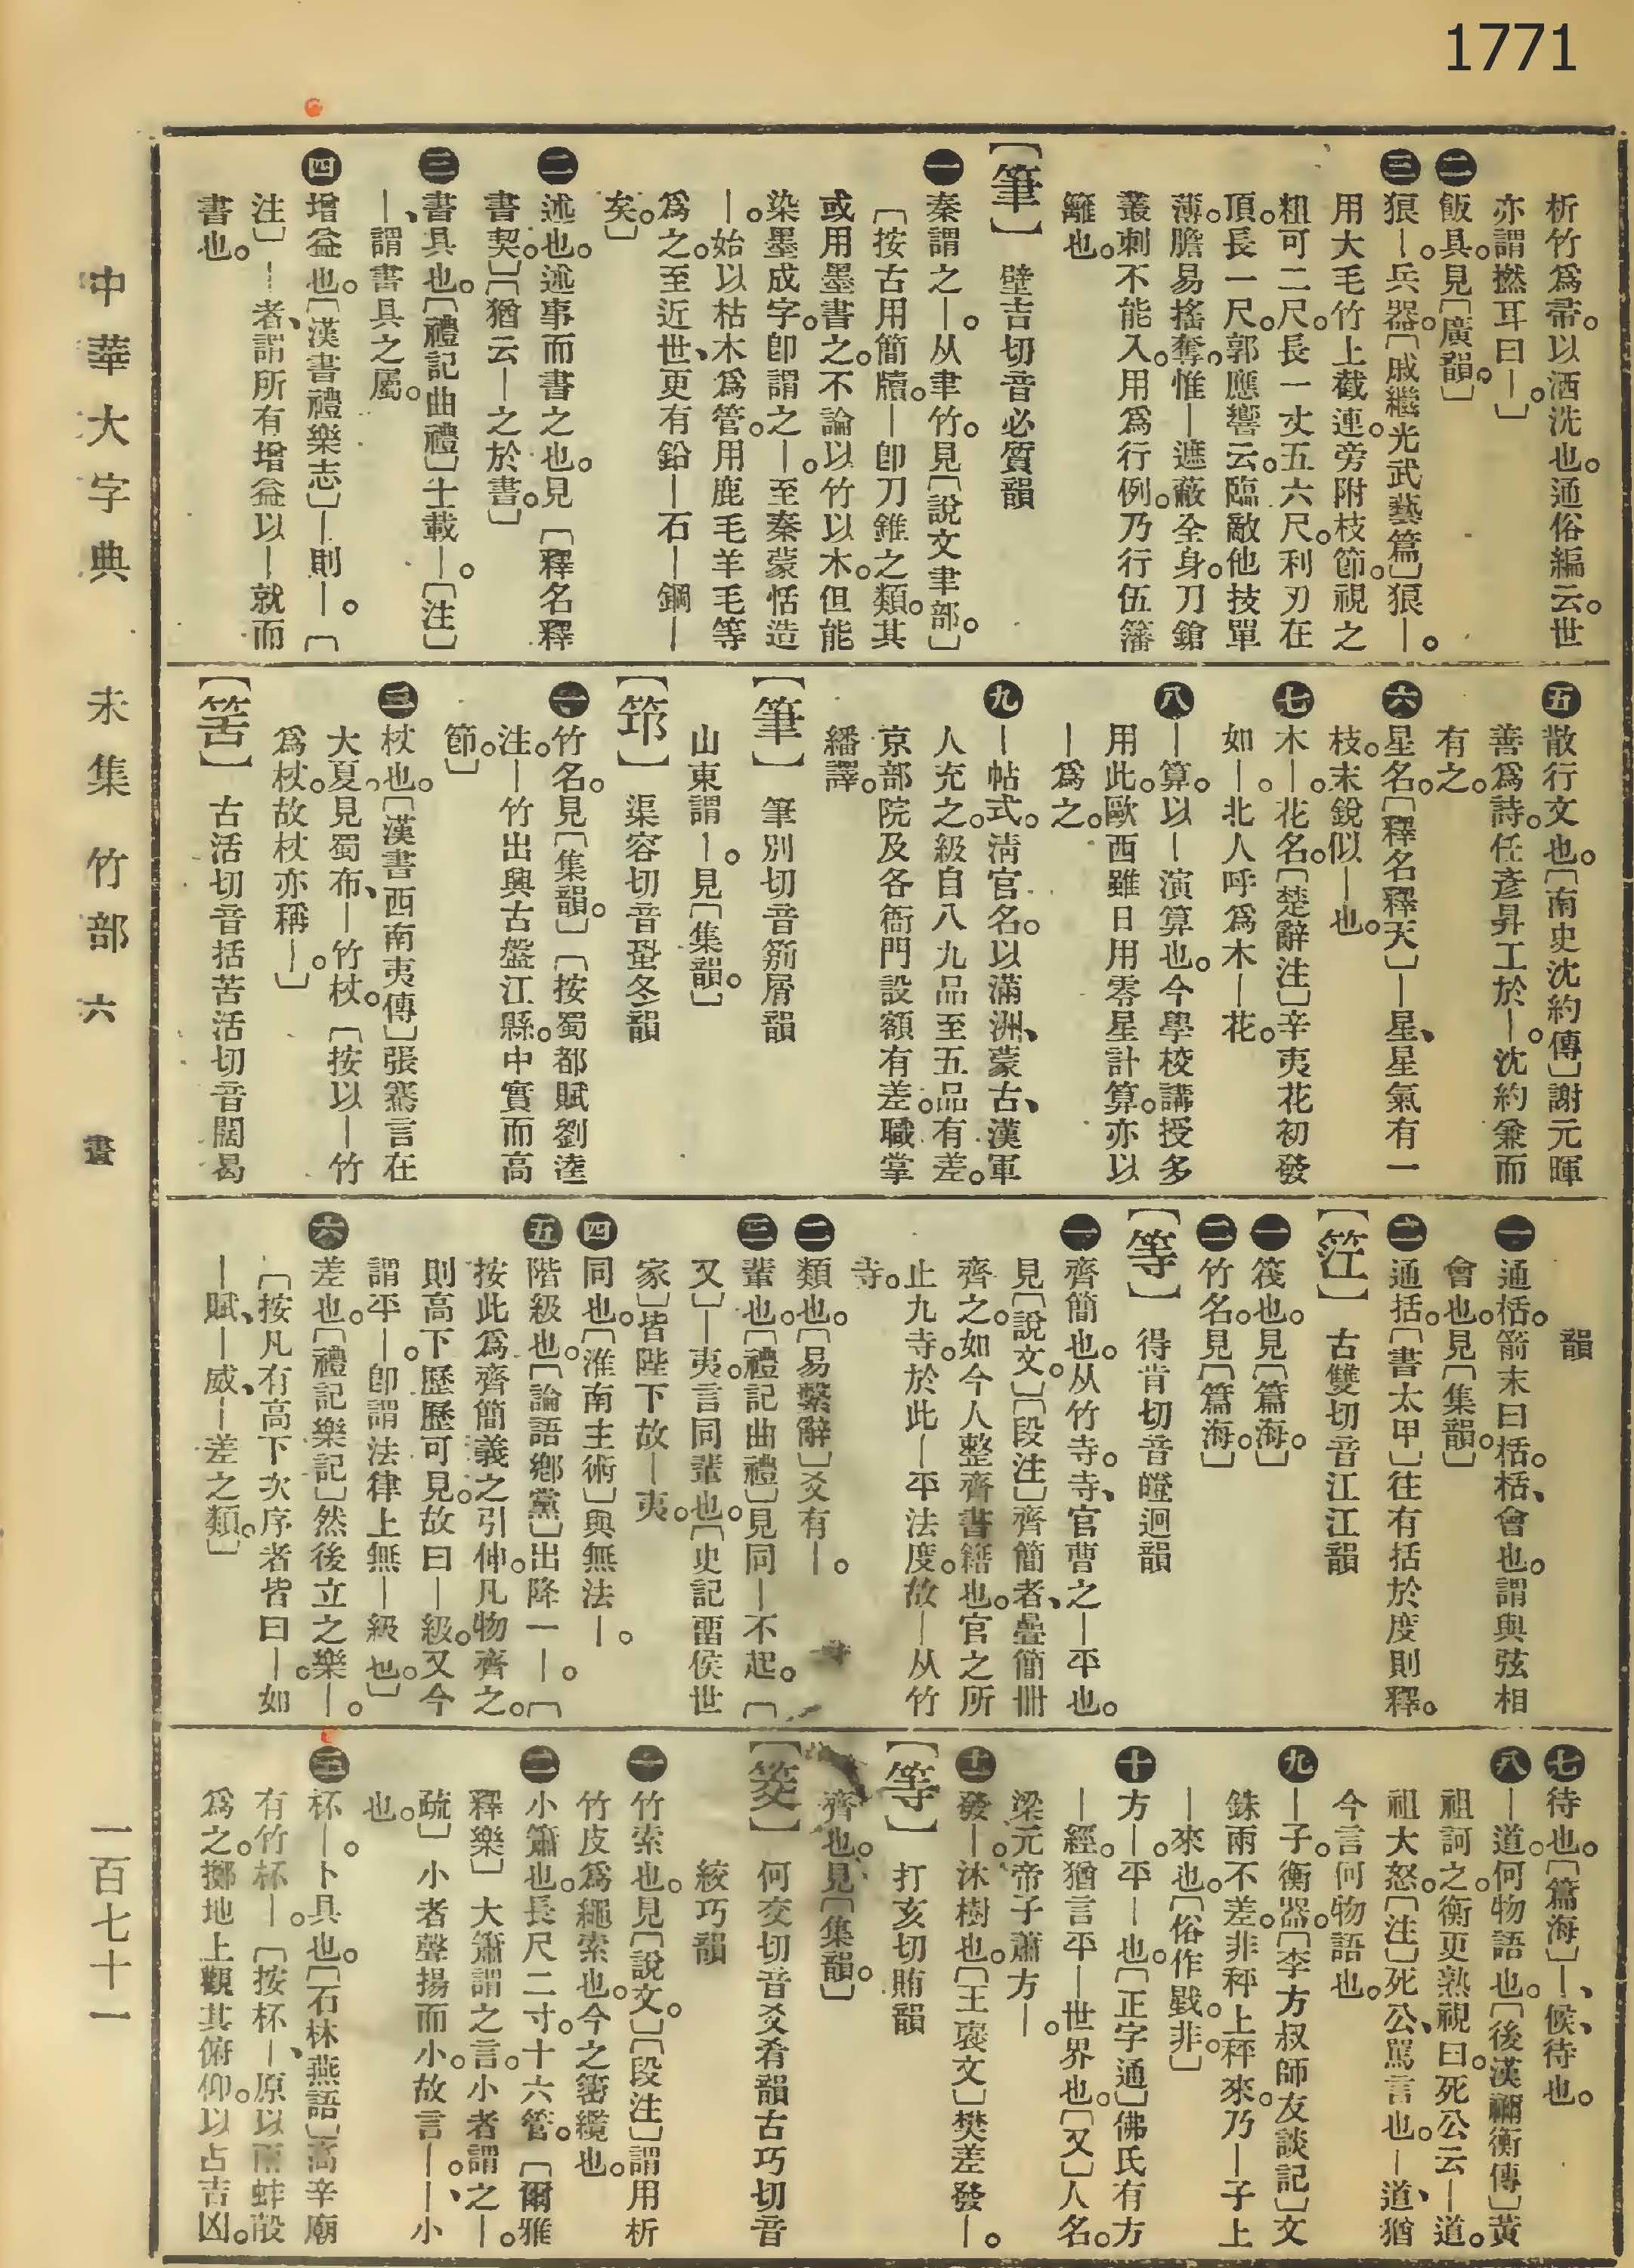 1771
析竹爲帚。以洒洗也。通俗編云。世
亦謂撚耳曰—。〕
㊁飯具。見〔廣韻。〕
㊂狼—。兵器。〔戚繼光武藝篇〕狼—。
用大毛竹上截連。旁附枝節。視之
粗可二尺。長一丈五六尺。利刃在
頂。長一尺。郭應響云。臨敵他技單
薄。膽易搖奪。惟—遮蔽全身。刀鎗
叢刺不能入。用爲行例。乃行伍籓
籬也。
〔筆〕 壁吉切音必質韻
㊀秦謂之—。从聿竹。見〔說文聿部。〕
〔按古用簡牘。—卽刀錐之類。其
或用墨書之。不論以竹以木。但能
染墨成字。卽謂之—。至秦蒙恬造
—。始以枯木爲管。用鹿毛羊毛等
爲之。至近世、更有鉛—石—鋼—
矣。〕
㊁述也。述事而書之也。見〔釋名釋
書契。〕〔猶云—之於書。〕
㊂書具也。〔禮記曲禮〕士載—。〔注〕
—、謂書具之屬。
㊃增益也。〔漢書禮樂志〕—則—。〔
注〕—者、謂所有增益以—就而
書也。
㊄散行文也。〔南史沈約傳〕謝元暉
善爲詩。任彥昇工於—。沈約兼而
有之。
㊅星名。〔釋名釋天〕—星、星氣有一
枝。末銳似—也。
㊆木—。花名。〔楚辭注〕辛夷花初發
如—。北人呼爲木—花。
㊇—算。以—演算也。今學校講授多
用此。歐西雖日用零星計算。亦以
—爲之。
㊈—帖式。淸官名。以滿洲、蒙古、漢軍
人充之。級自八九品至五品有差。
京部院及各衙門設額有差。職掌
繙譯。
〔筆〕 筆別切音䇷屑韻
山東謂—。見〔集韻。〕
〔筇〕 渠容切音蛩冬韻
㊀竹名。見〔集韻。〕〔按蜀都賦劉逵
注。—竹出興古盤江縣。中實而高
節。〕
㊁杖也。〔漢書西南夷傳〕張騫言在
大夏。見蜀布、—竹杖。〔按以—竹
爲杖。故杖亦稱—。〕
〔筈〕 古活切音括苦活切音闊曷
韻
㊀通栝。箭末曰栝。栝、會也。謂與弦相
會也。見〔集韻。〕
㊁通括。〔書太甲〕往有括於度則釋。
〔䇨〕 古雙切音江江韻
㊀筏也。見〔篇海。〕
㊁竹名。見〔篇海。〕
〔等〕 得肯切音䠬迥韻
㊀齊簡也。从竹寺。寺、官曹之—平也。
見〔說文。〕〔段注〕齊簡者、疊簡冊
齊之。如今人整齊書籍也。官之所
止九寺。於此—平法度。故—从竹
寺。
㊁類也。〔易繫辭〕爻有—。
㊂輩也。〔禮記曲禮〕見同—不起。〔
又〕—夷。言同輩也。〔史記畱侯世
家〕皆陛下故—夷。
㊃同也。〔淮南主術〕與無法—。
㊄階級也。〔論語鄉黨〕出降一—。〔
按此爲齊簡義之引伸。凡物齊之。
則高下歷歷可見。故曰—級。又今
謂平—。卽謂法律上無—級也。〕
㊅差也。〔禮記樂記〕然後立之樂—。
〔按凡有高下次序者皆曰—。如
—賦、—威、—差之類。〕
㊆待也。〔篇海〕—、候、待也。
㊇—道。何物語也。〔後漢禰衡傳〕黃
祖訶之。衡更熟視曰。死公云—道。
祖大怒。〔注〕死公、罵言也。—道、猶
今言何物語也。
㊈—子。衡器。〔李方叔師友談記〕文
銖兩不差。非秤上秤來。乃—子上
—來也。〔俗作戥。非。〕
㊉方—。平—也。〔正字通〕佛氏有方
—經。猶言平—世界也。〔又〕人名。
梁元帝子蕭方—。
十一發—。沐樹也。〔王褒文〕焚差發—。
〔等〕 打亥切賄韻
齊也。見〔集韻。〕
〔筊〕 何交切音爻肴韻古巧切音
絞巧韻
㊀竹索也。見〔說文。〕〔段注〕謂用析
竹皮爲繩索也。今之篾纜也。
㊁小簫也。長尺二寸。十六管。〔爾雅
釋樂〕大簫謂之言。小者謂之—。〔
疏〕小者聲揚而小。故言—。—、小
也。
㊂杯—。卜具也。〔石林燕語〕高辛廟
有竹杯—。〔按杯—、原以兩蚌殼
爲之。擲地上觀其俯仰。以占吉凶。
中華大字典 未集 竹部 六畫
一百七十一